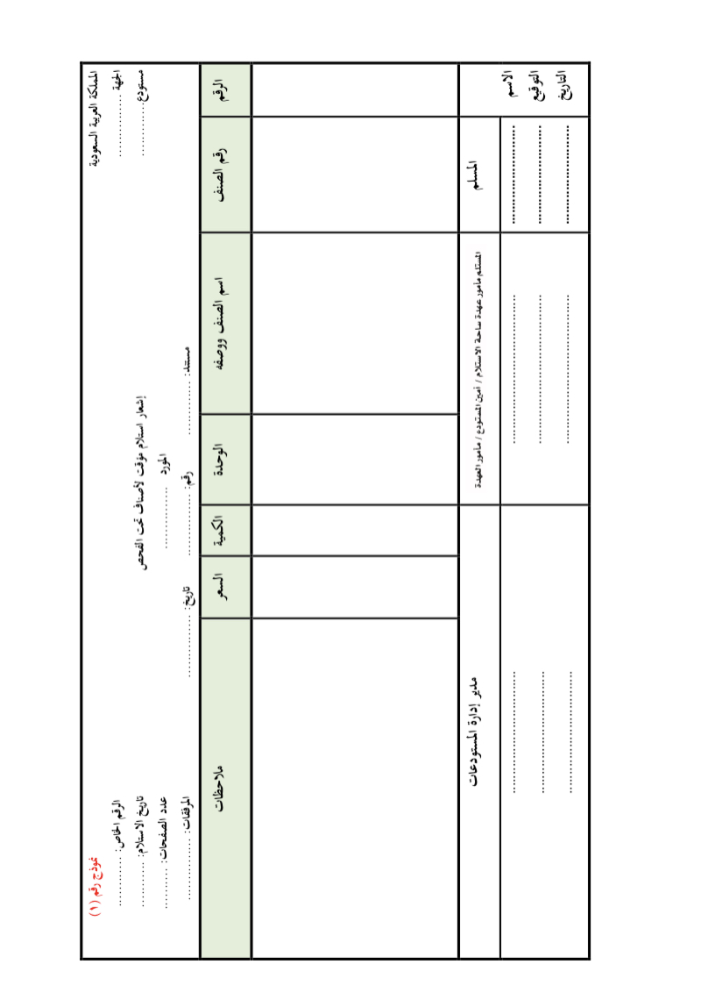 المملكة العربية السعودية
الجهة ................
مستودع................
نموذج رقم (١)
الرقم الخاص: ............
تاريخ الاستلام: ............
عدد الصفحات: ............
المرفقات: ................
إشعار استلام مؤقت لأصناف تحت الفحص
المورد ................
مستند: ................ رقم: ................ تاريخ: ................
الرقم
رقم الصنف
اسم الصنف ووصفه
الوحدة
الكمية
السعر
ملاحظات
المسلم
المستلم مأمور عهدة ساحة الاستلام / أمين المستودع / مأمور العهدة
مدير إدارة المستودعات
الاسم ................ ................ ................
التوقيع ................ ................ ................
التاريخ ................ ................ ................